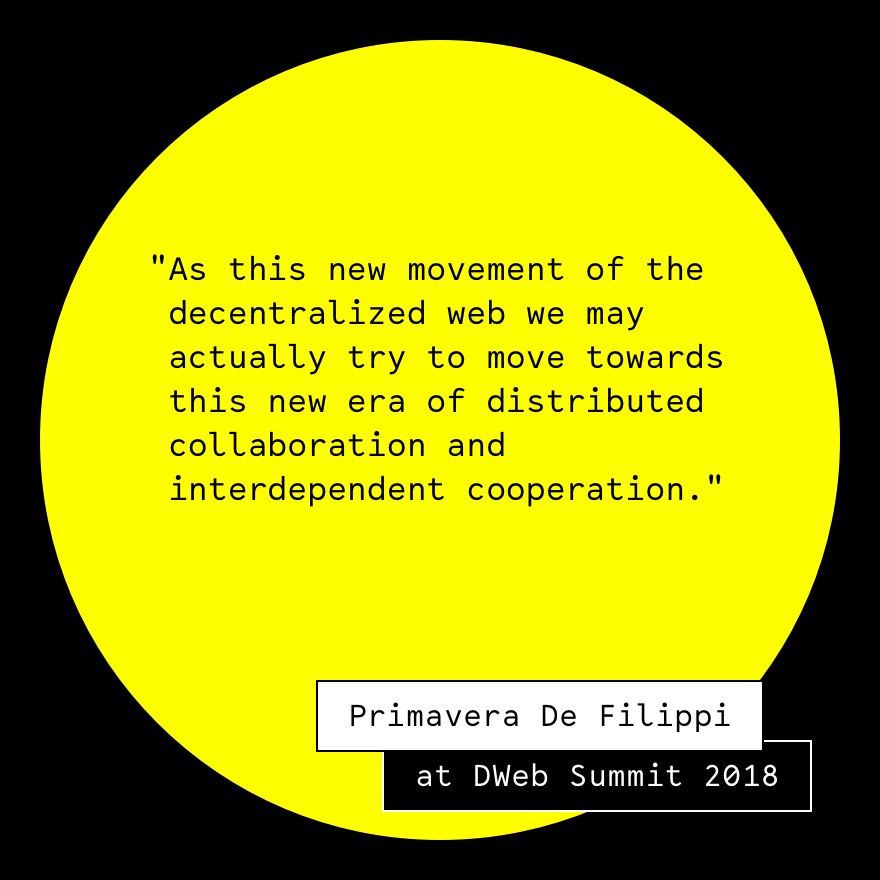 "As this new movement of the
decentralized web we may
actually try to move towards
this new era of distributed
collaboration and
interdependent cooperation."
Primavera De Filippi
at DWeb Summit 2018